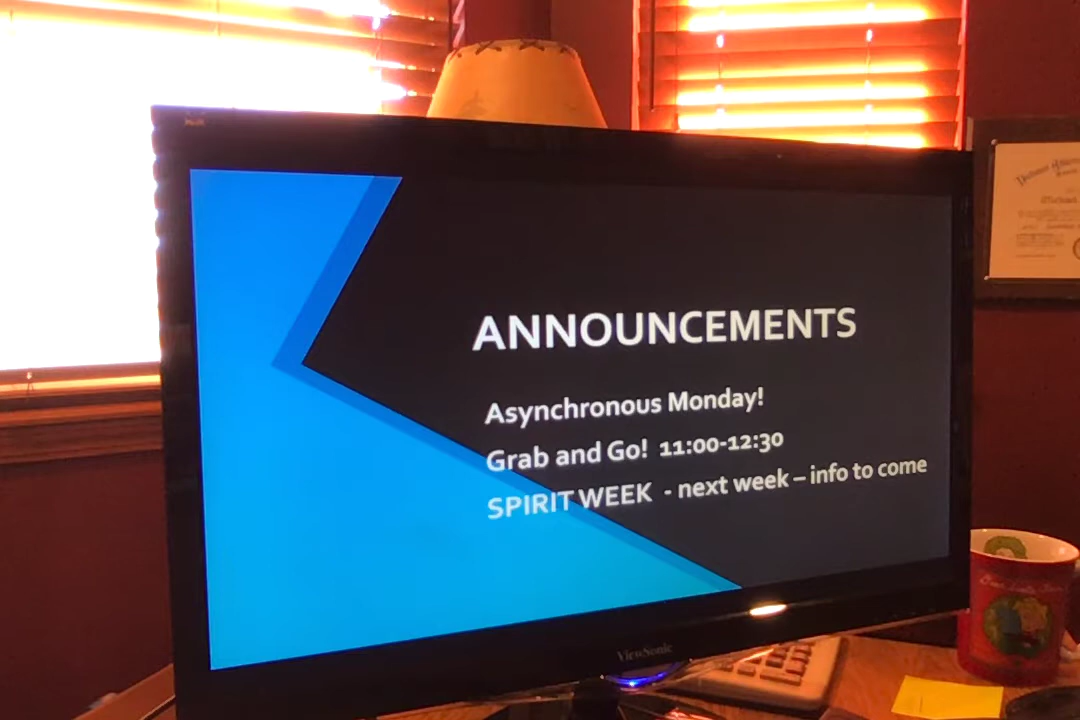 ANNOUNCEMENTS
Asynchronous Monday!
Grab and Go! 11:00-12:30
SPIRIT WEEK - next week – info to come
ViewSonic